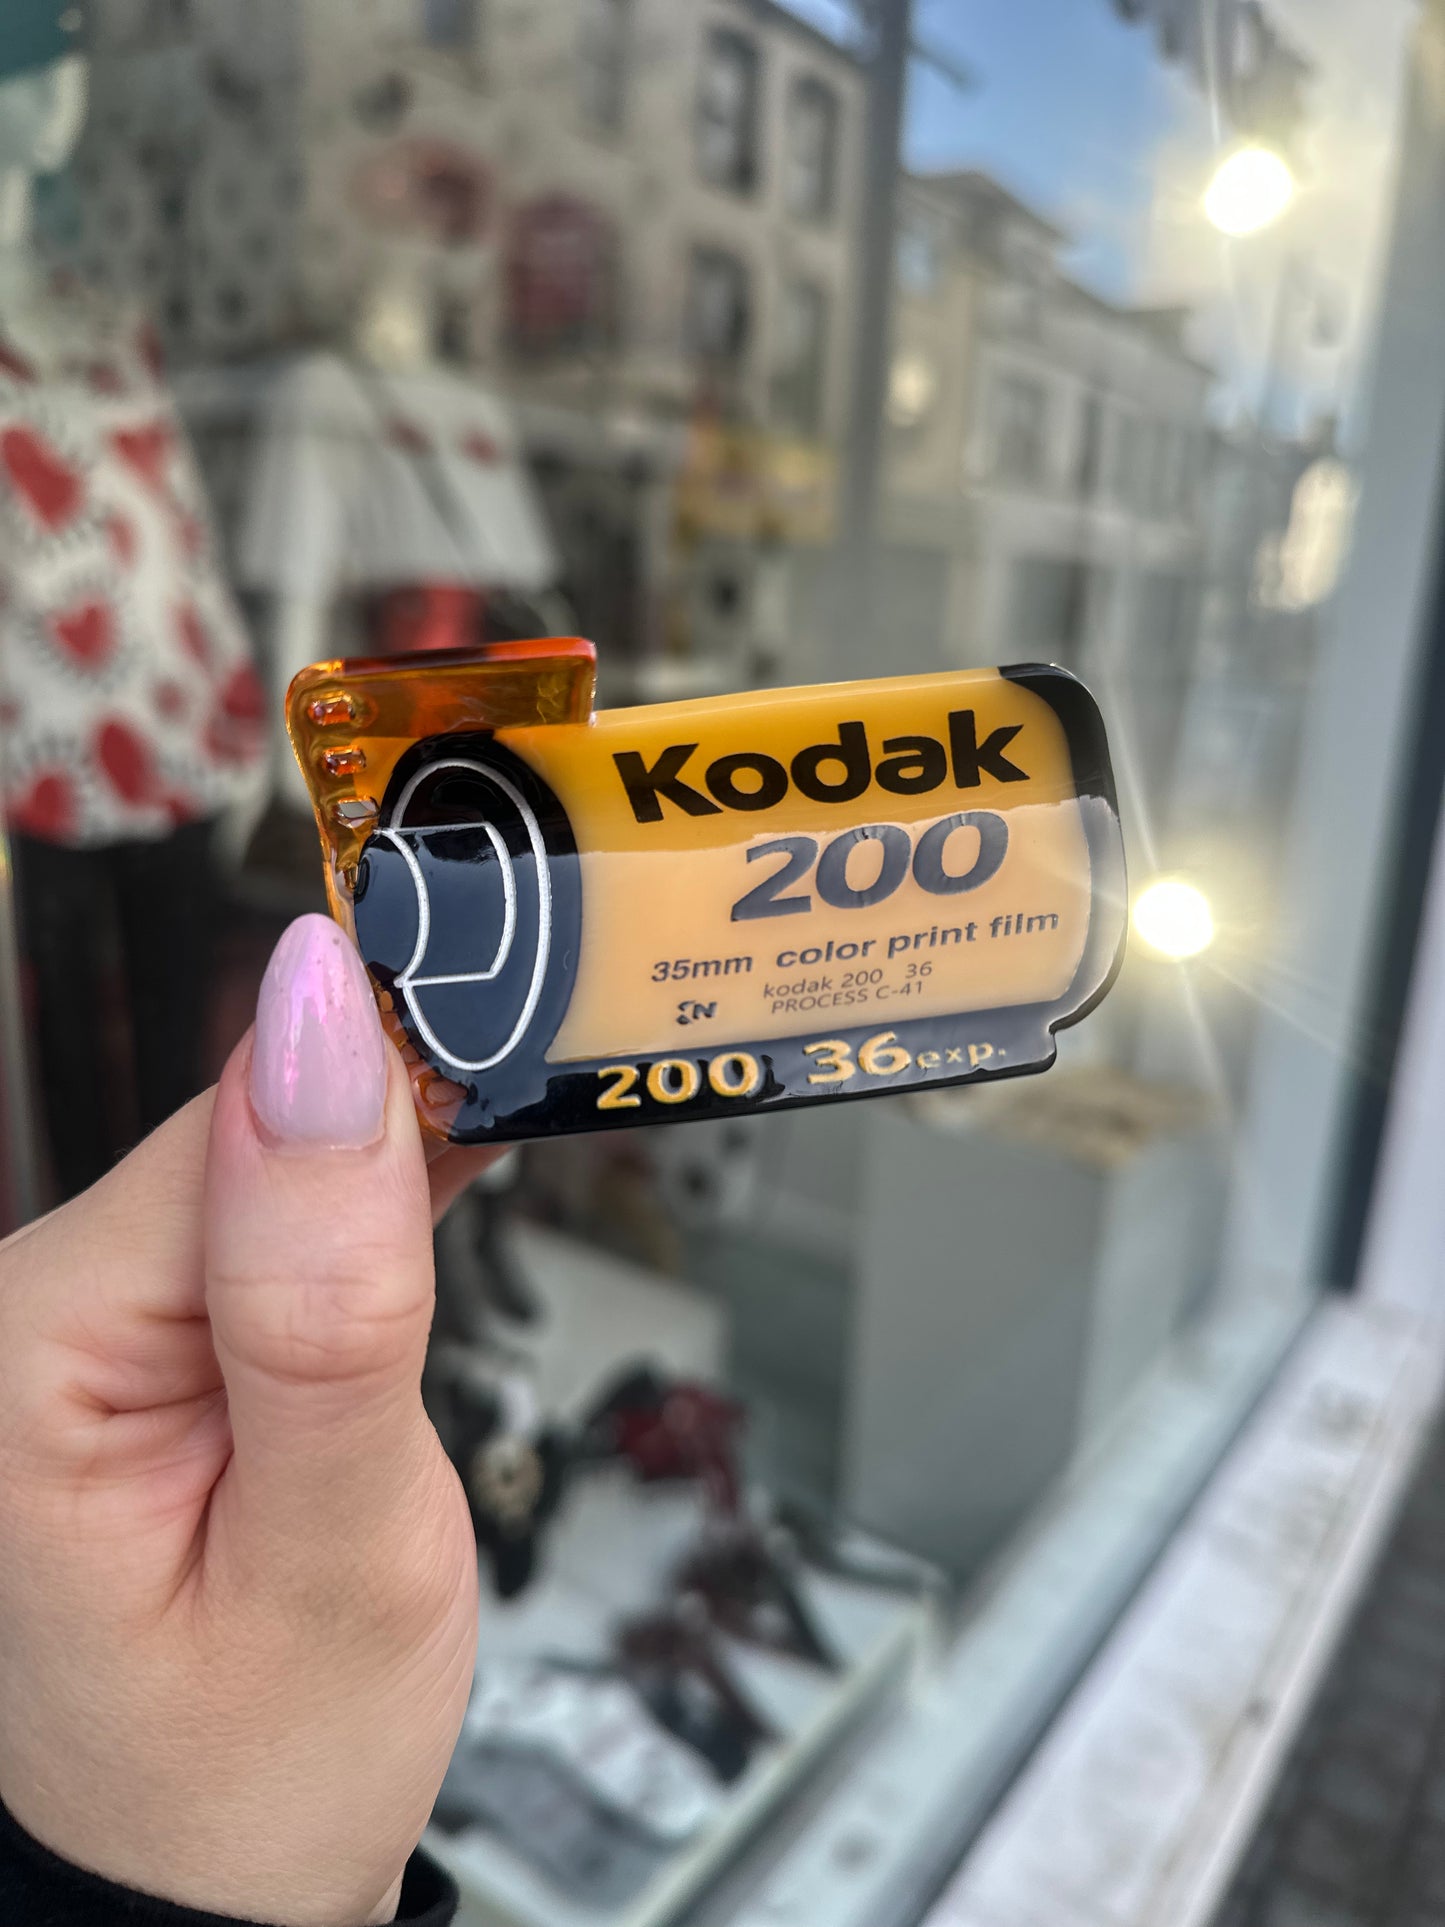 Kodak
200
35mm color print film
kodak 200 36
PROCESS C-41
200 36exp.